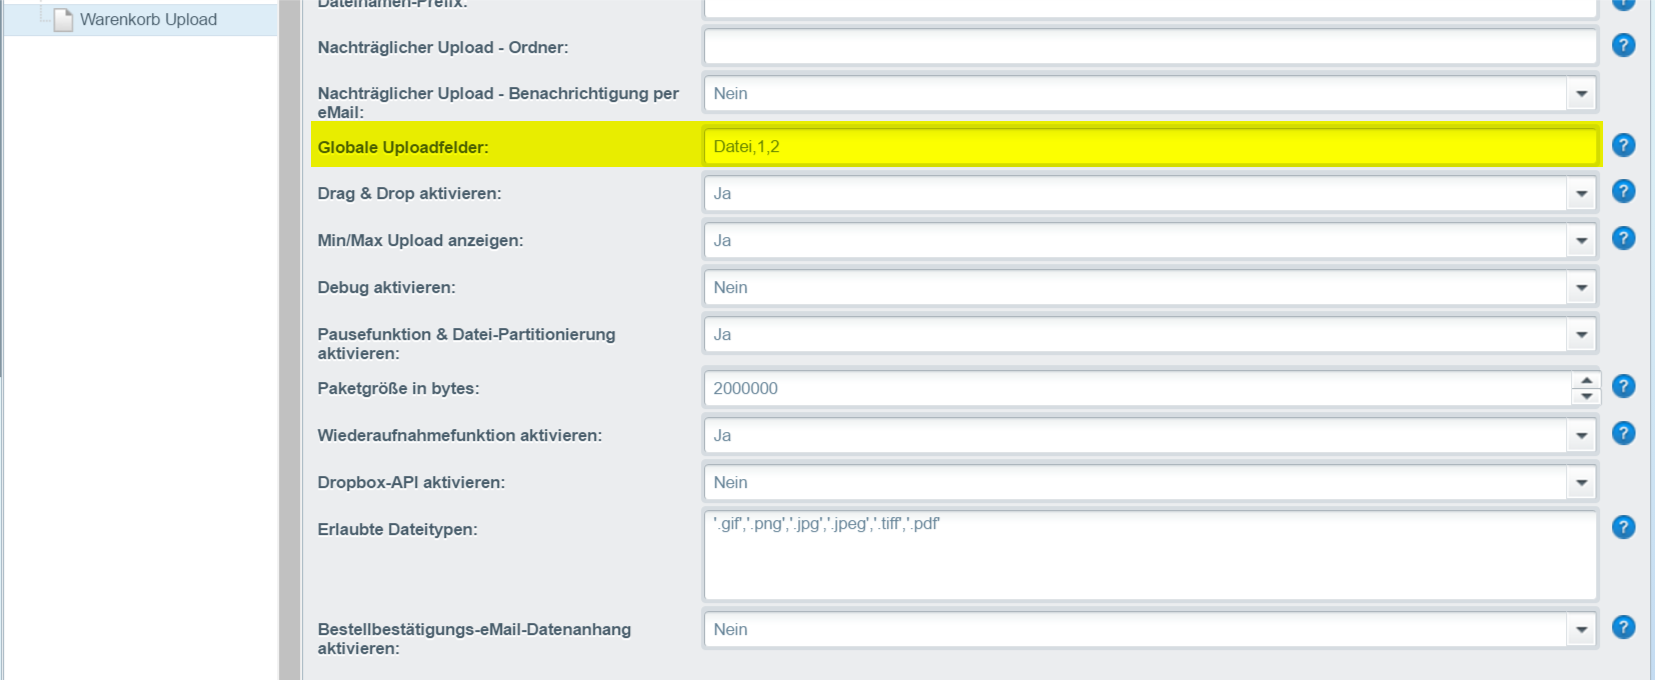 Warenkorb Upload
Dateinamen-Prefix:
Nachträglicher Upload - Ordner:
Nachträglicher Upload - Benachrichtigung per
eMail:
Nein
Globale Uploadfelder:
Datei,1,2
Drag & Drop aktivieren:
Ja
Min/Max Upload anzeigen:
Ja
Debug aktivieren:
Nein
Pausefunktion & Datei-Partitionierung
aktivieren:
Ja
Paketgröße in bytes:
2000000
Wiederaufnahmefunktion aktivieren:
Ja
Dropbox-API aktivieren:
Nein
Erlaubte Dateitypen:
'.gif','.png','.jpg','.jpeg','.tiff','.pdf'
Bestellbestätigungs-eMail-Datenanhang
aktivieren:
Nein